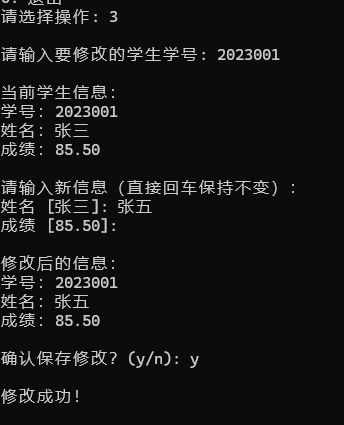 0. 退出
请选择操作: 3
请输入要修改的学生学号: 2023001
当前学生信息:
学号: 2023001
姓名: 张三
成绩: 85.50
请输入新信息 (直接回车保持不变) :
姓名 [张三]: 张五
成绩 [85.50]:
修改后的信息:
学号: 2023001
姓名: 张五
成绩: 85.50
确认保存修改? (y/n): y
修改成功!